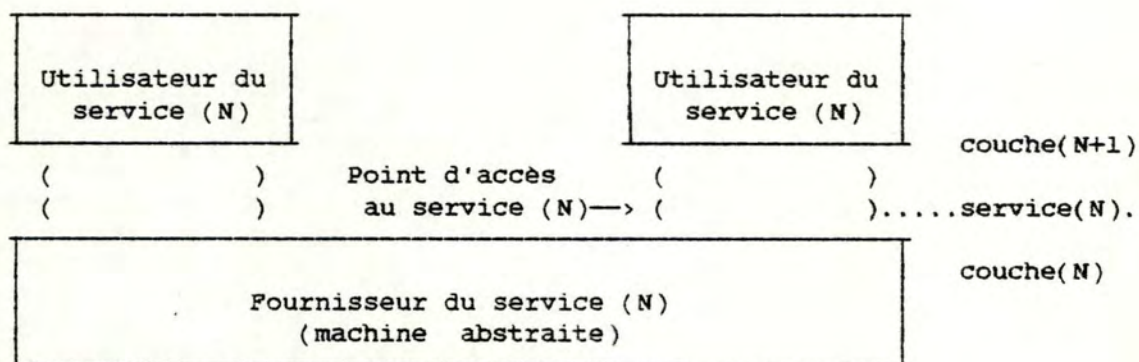 Utilisateur du Utilisateur du
service (N) service (N)
couche(N+1)
( ) Point d'accès ( )
( ) au service (N)—> ( ).....service(N).
couche(N)
Fournisseur du service (N)
(machine abstraite)